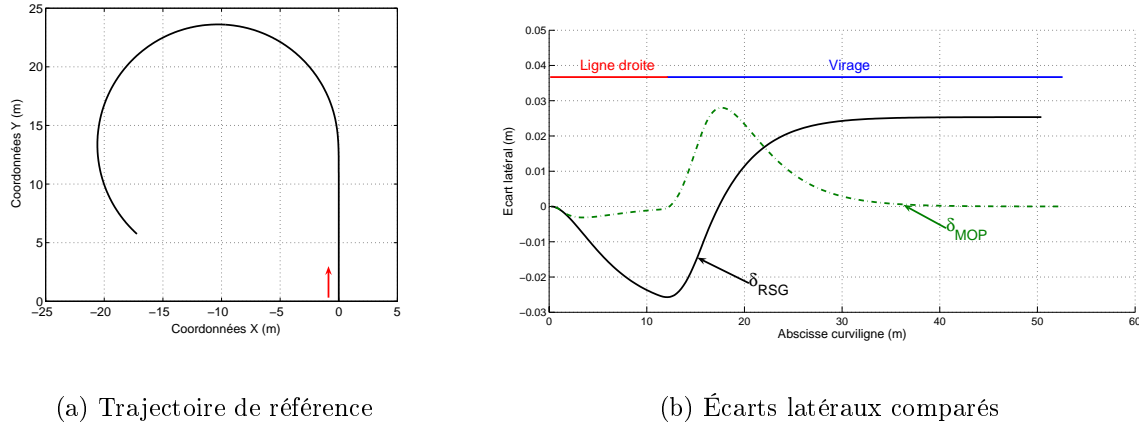 25
20
15
10
5
0
−25
−20
−15
−10
−5
0
5
Coordonnées X (m)
Coordonnées Y (m)
0.05
0.04
0.03
0.02
0.01
0
−0.01
−0.02
−0.03
0
10
20
30
40
50
60
Abscisse curviligne (m)
Ecart latéral (m)
Ligne droite
Virage
δMOP
δRSG
(a) Trajectoire de référence
(b) Écarts latéraux comparés